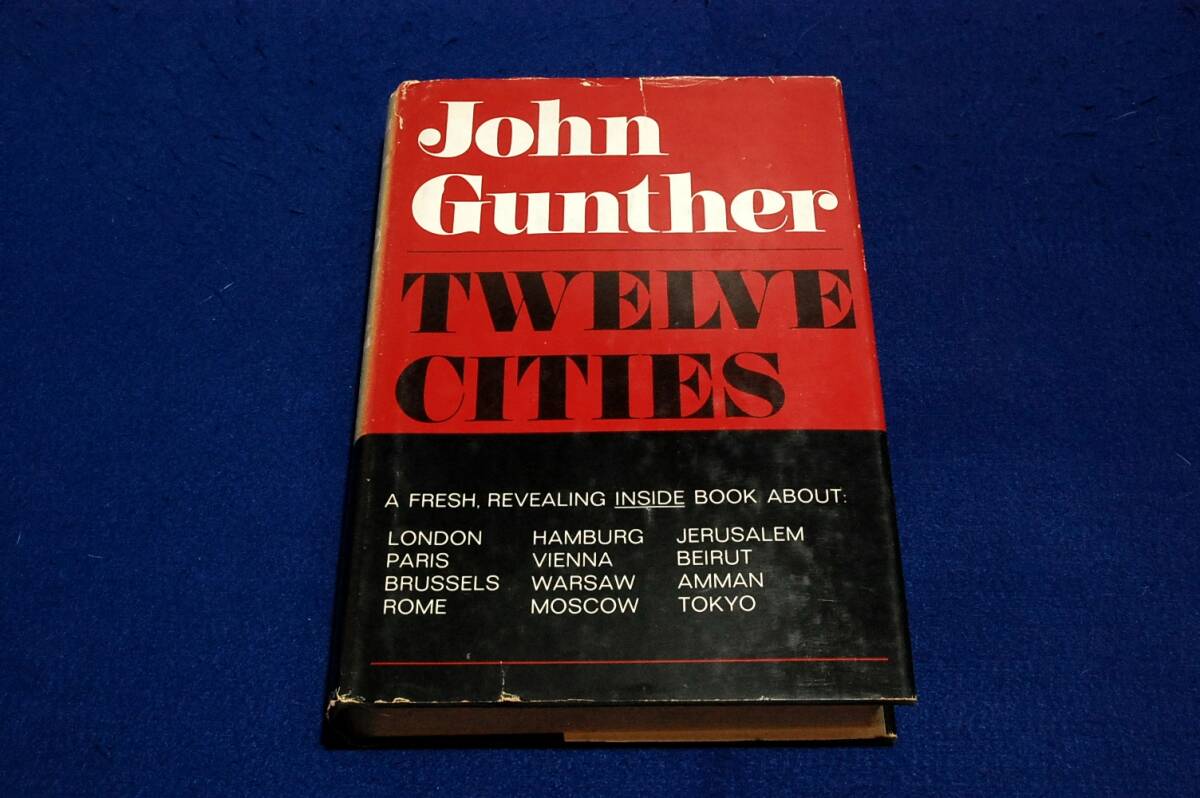 John
Gunther
TWELVE
CITIES
A FRESH, REVEALING INSIDE BOOK ABOUT:
LONDON
PARIS
BRUSSELS
ROME
HAMBURG
VIENNA
WARSAW
MOSCOW
JERUSALEM
BEIRUT
AMMAN
TOKYO